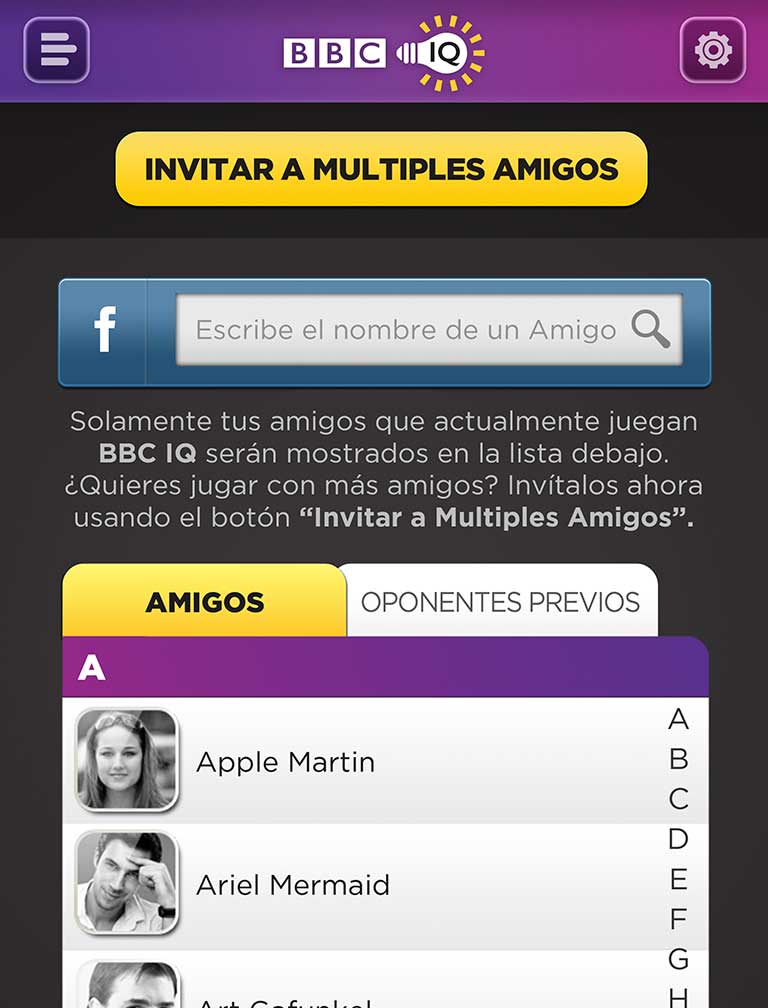 BBC IQ
INVITAR A MULTIPLES AMIGOS
f
Escribe el nombre de un Amigo
Solamente tus amigos que actualmente juegan
BBC IQ serán mostrados en la lista debajo.
¿Quieres jugar con más amigos? Invítalos ahora
usando el botón “Invitar a Multiples Amigos”.
AMIGOS
OPONENTES PREVIOS
A
Apple Martin
Ariel Mermaid
Art Gafunkel
A
B
C
D
E
F
G
H